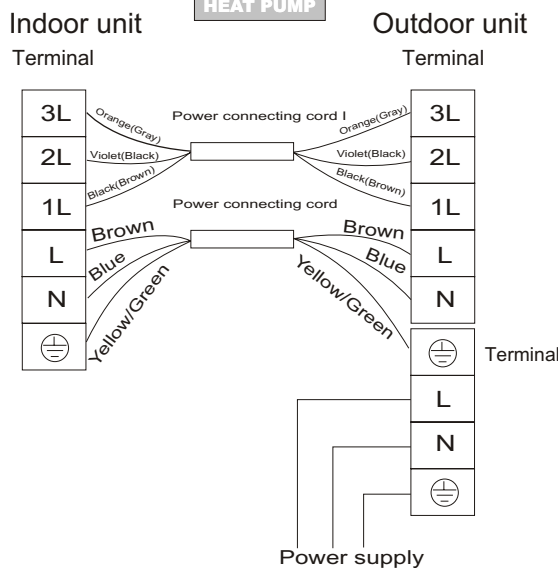 HEAT PUMP
Indoor unit
Outdoor unit
Terminal
Terminal
3L
Orange(Gray)
Power connecting cord I
Orange(Gray)
3L
2L
Violet(Black)
Violet(Black)
2L
1L
Black(Brown)
Black(Brown)
1L
Power connecting cord
L
Brown
Brown
L
N
Blue
Blue
N
Yellow/Green
Yellow/Green
Terminal
L
N
Power supply